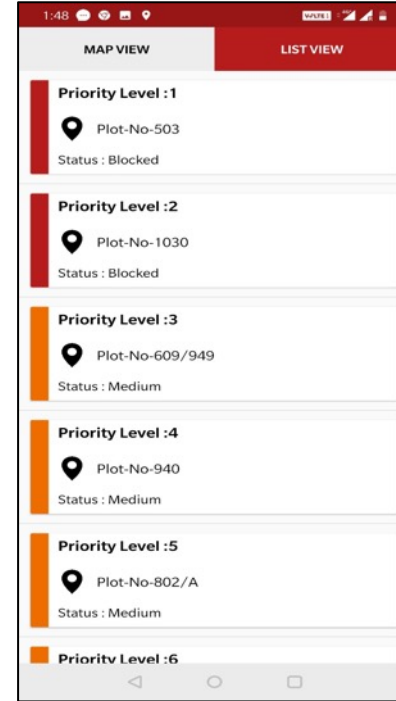 1:48
MAP VIEW
LIST VIEW
Priority Level :1
Plot-No-503
Status : Blocked
Priority Level :2
Plot-No-1030
Status : Blocked
Priority Level :3
Plot-No-609/949
Status : Medium
Priority Level :4
Plot-No-940
Status : Medium
Priority Level :5
Plot-No-802/A
Status : Medium
Priority Level :6